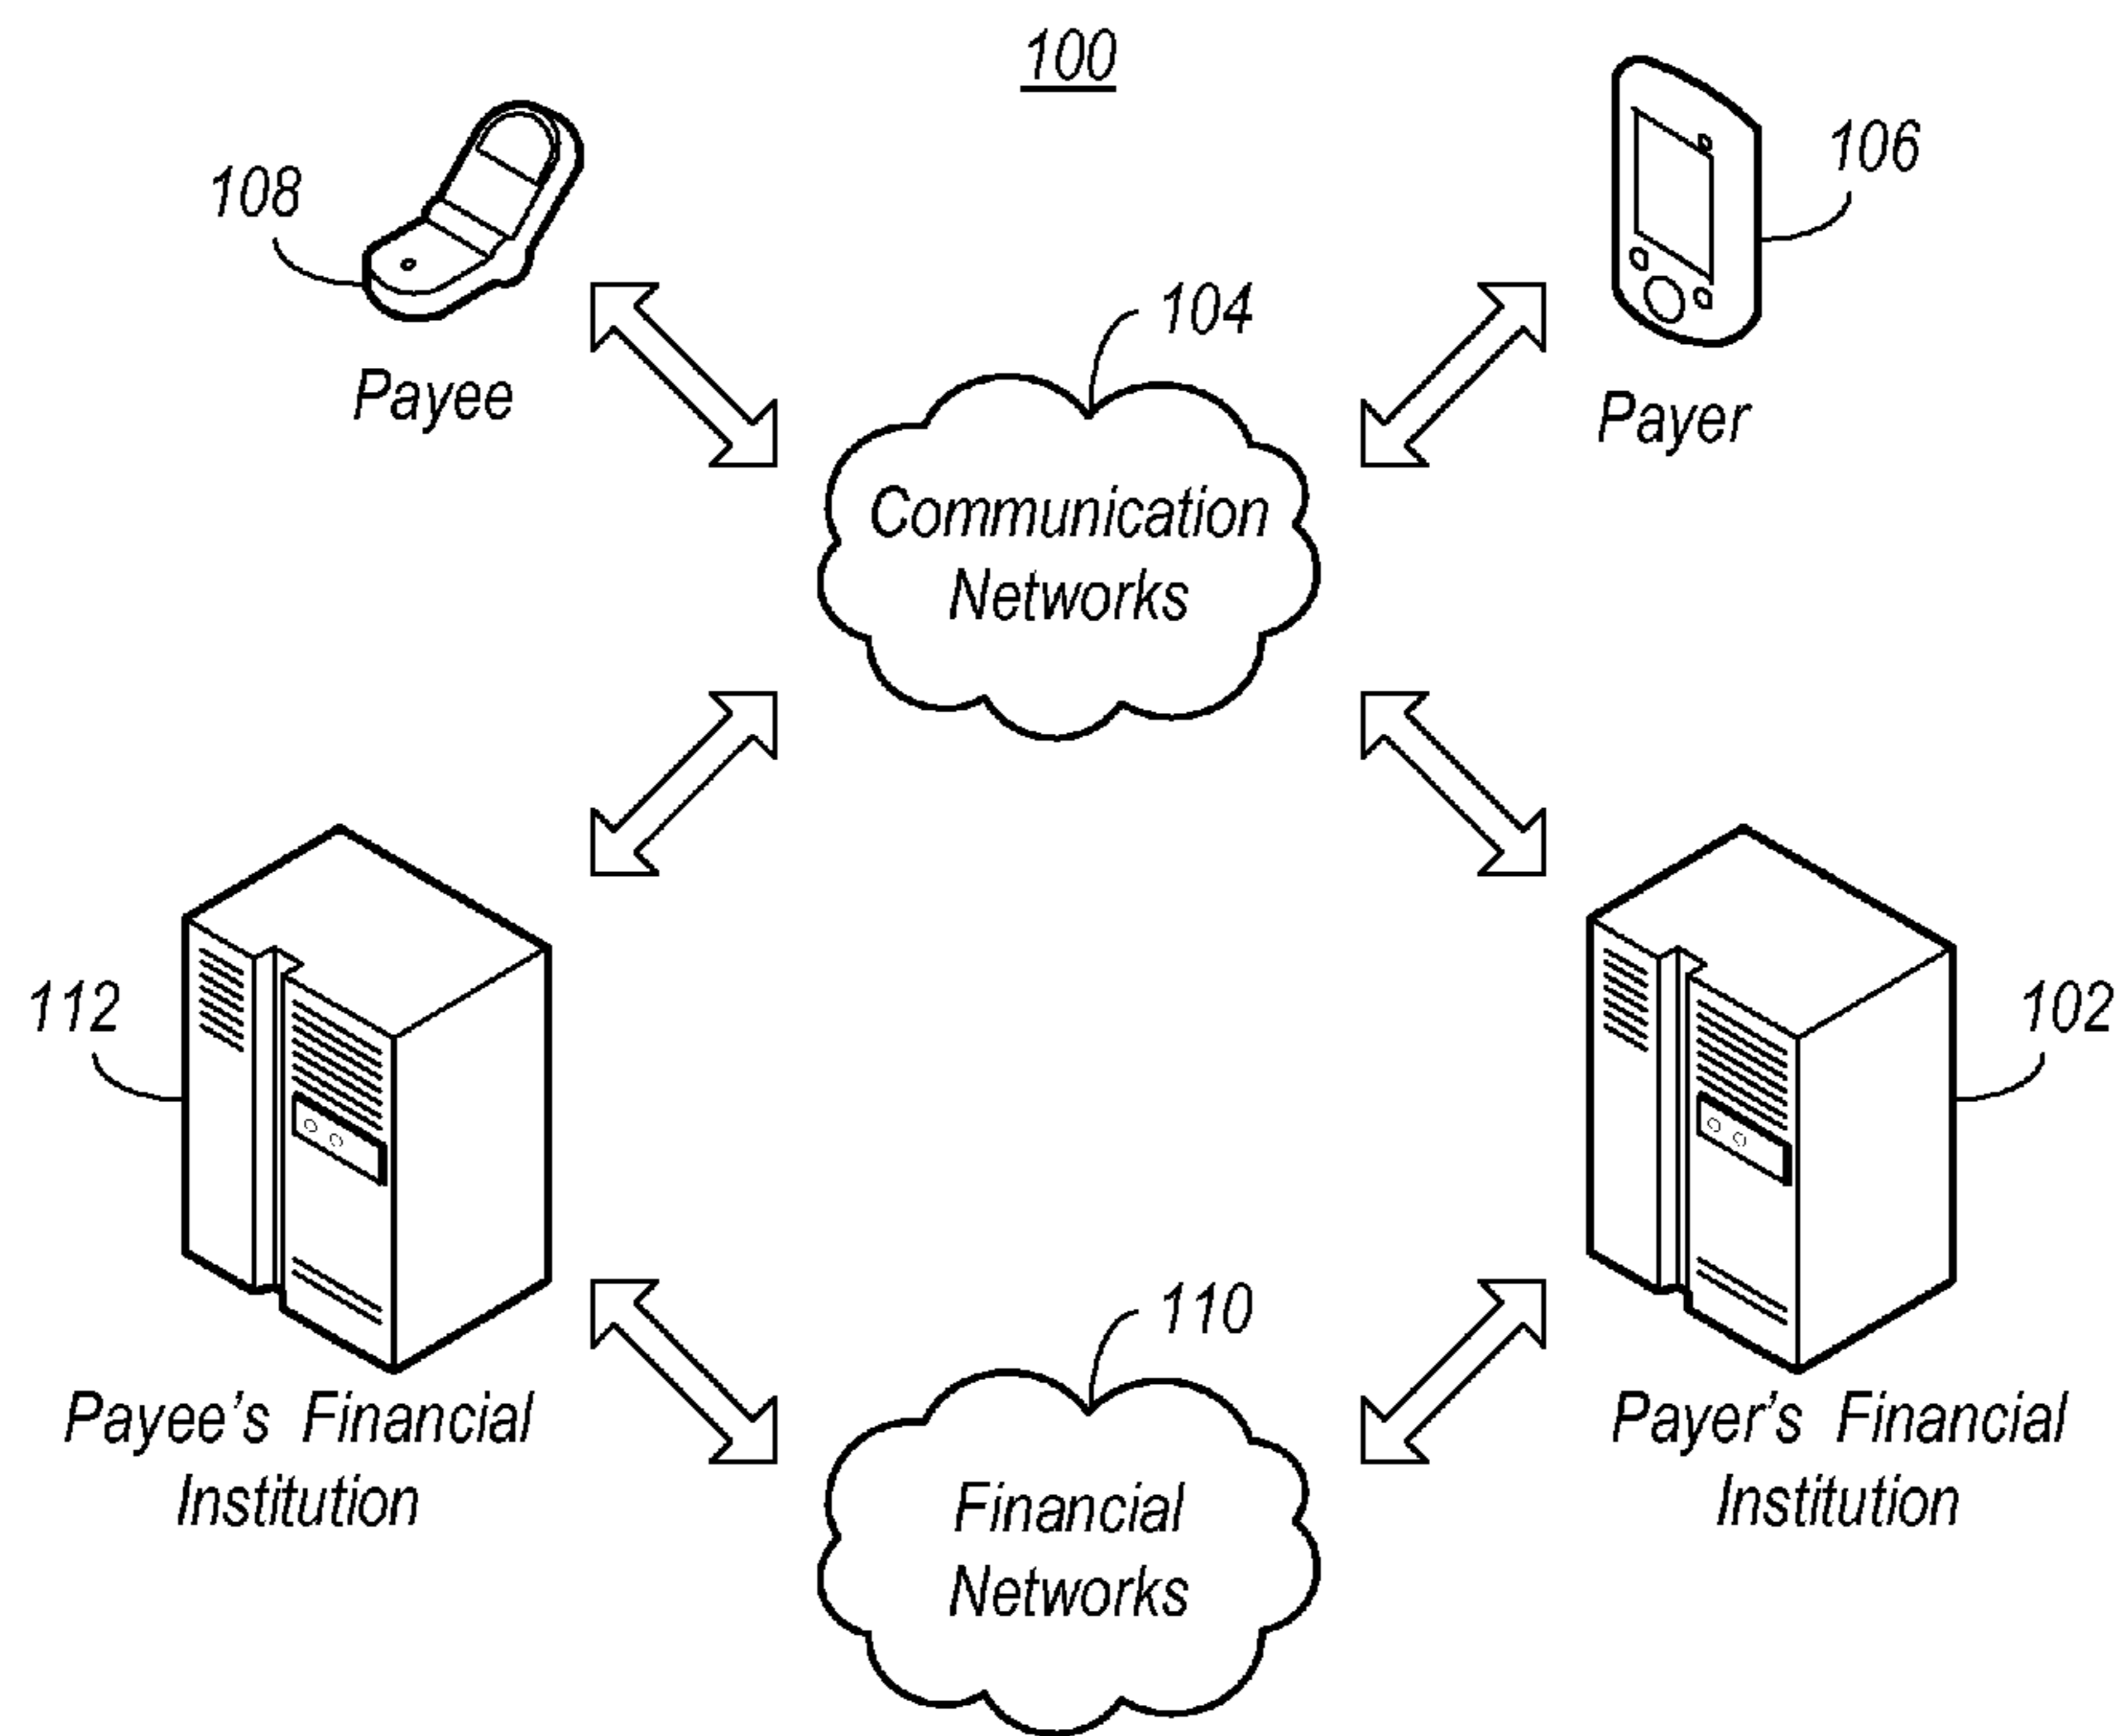 100
108
106
Payee
104
Payer
Communication
Networks
112
102
Payee's Financial
Institution
110
Payer's Financial
Institution
Financial
Networks